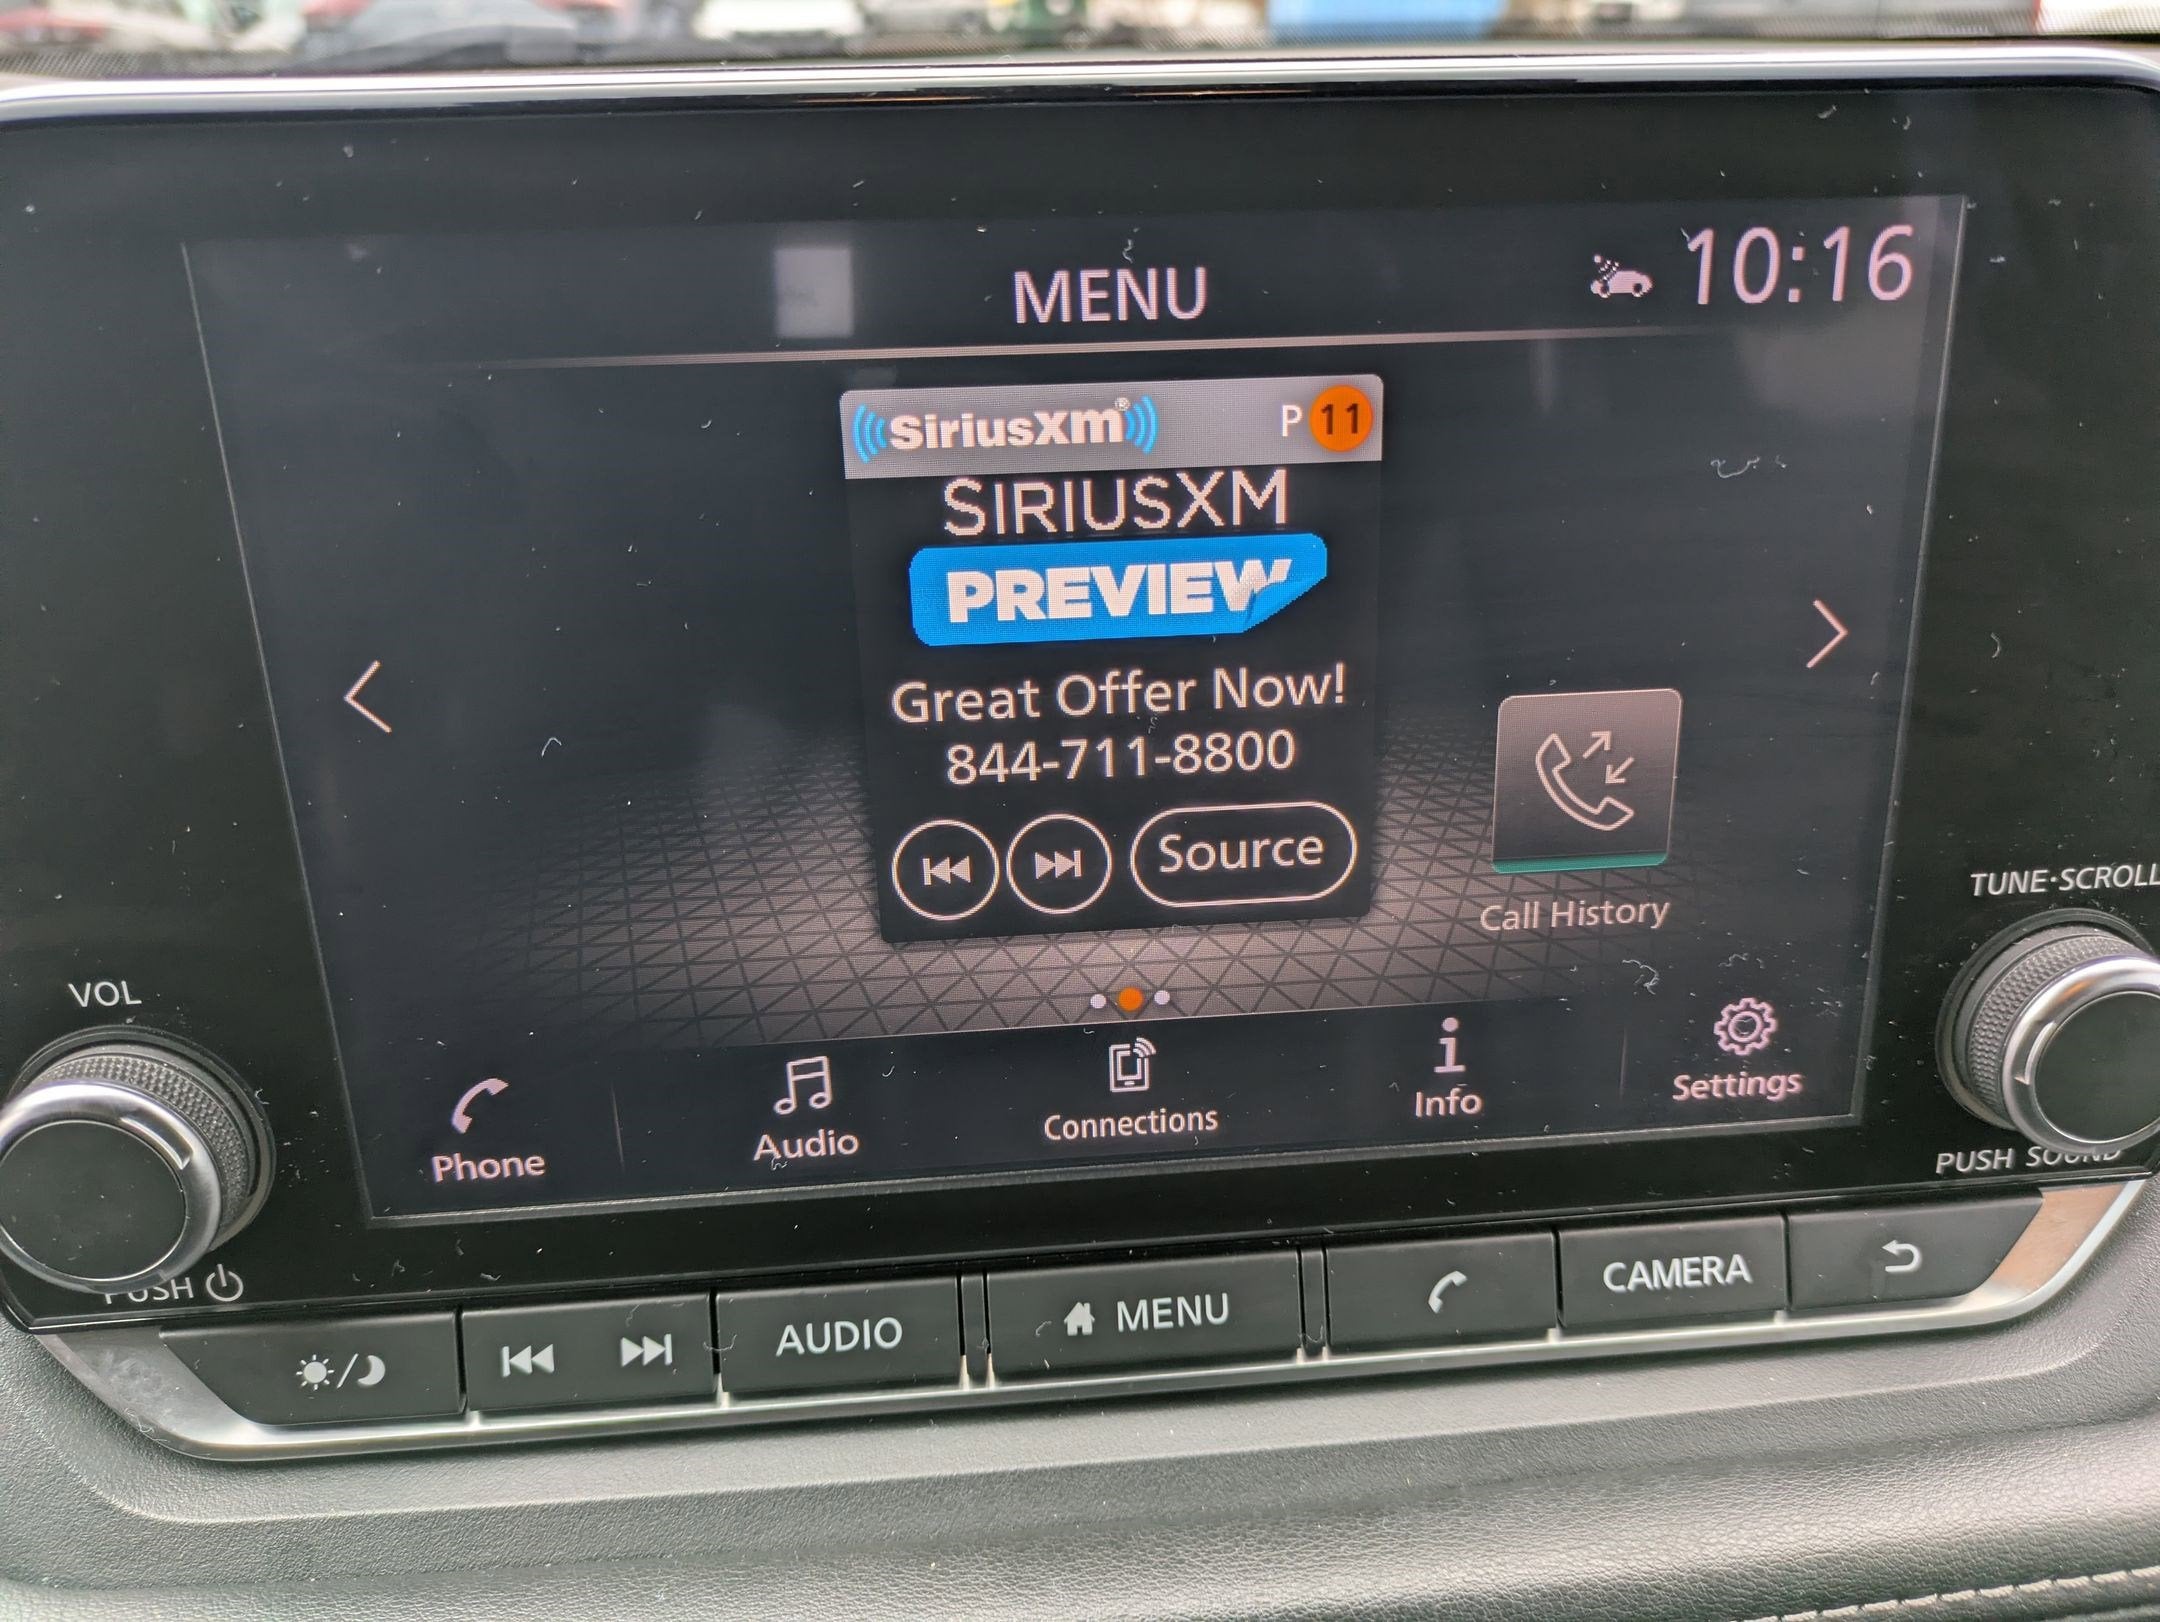 MENU
10:16
SiriusXm® P 11
SIRIUSXM
PREVIEW
Great Offer Now!
844-711-8800
Source
Call History
Phone
Audio
Connections
Info
Settings
VOL
PUSH
TUNE·SCROLL
PUSH SOUND
AUDIO
MENU
CAMERA